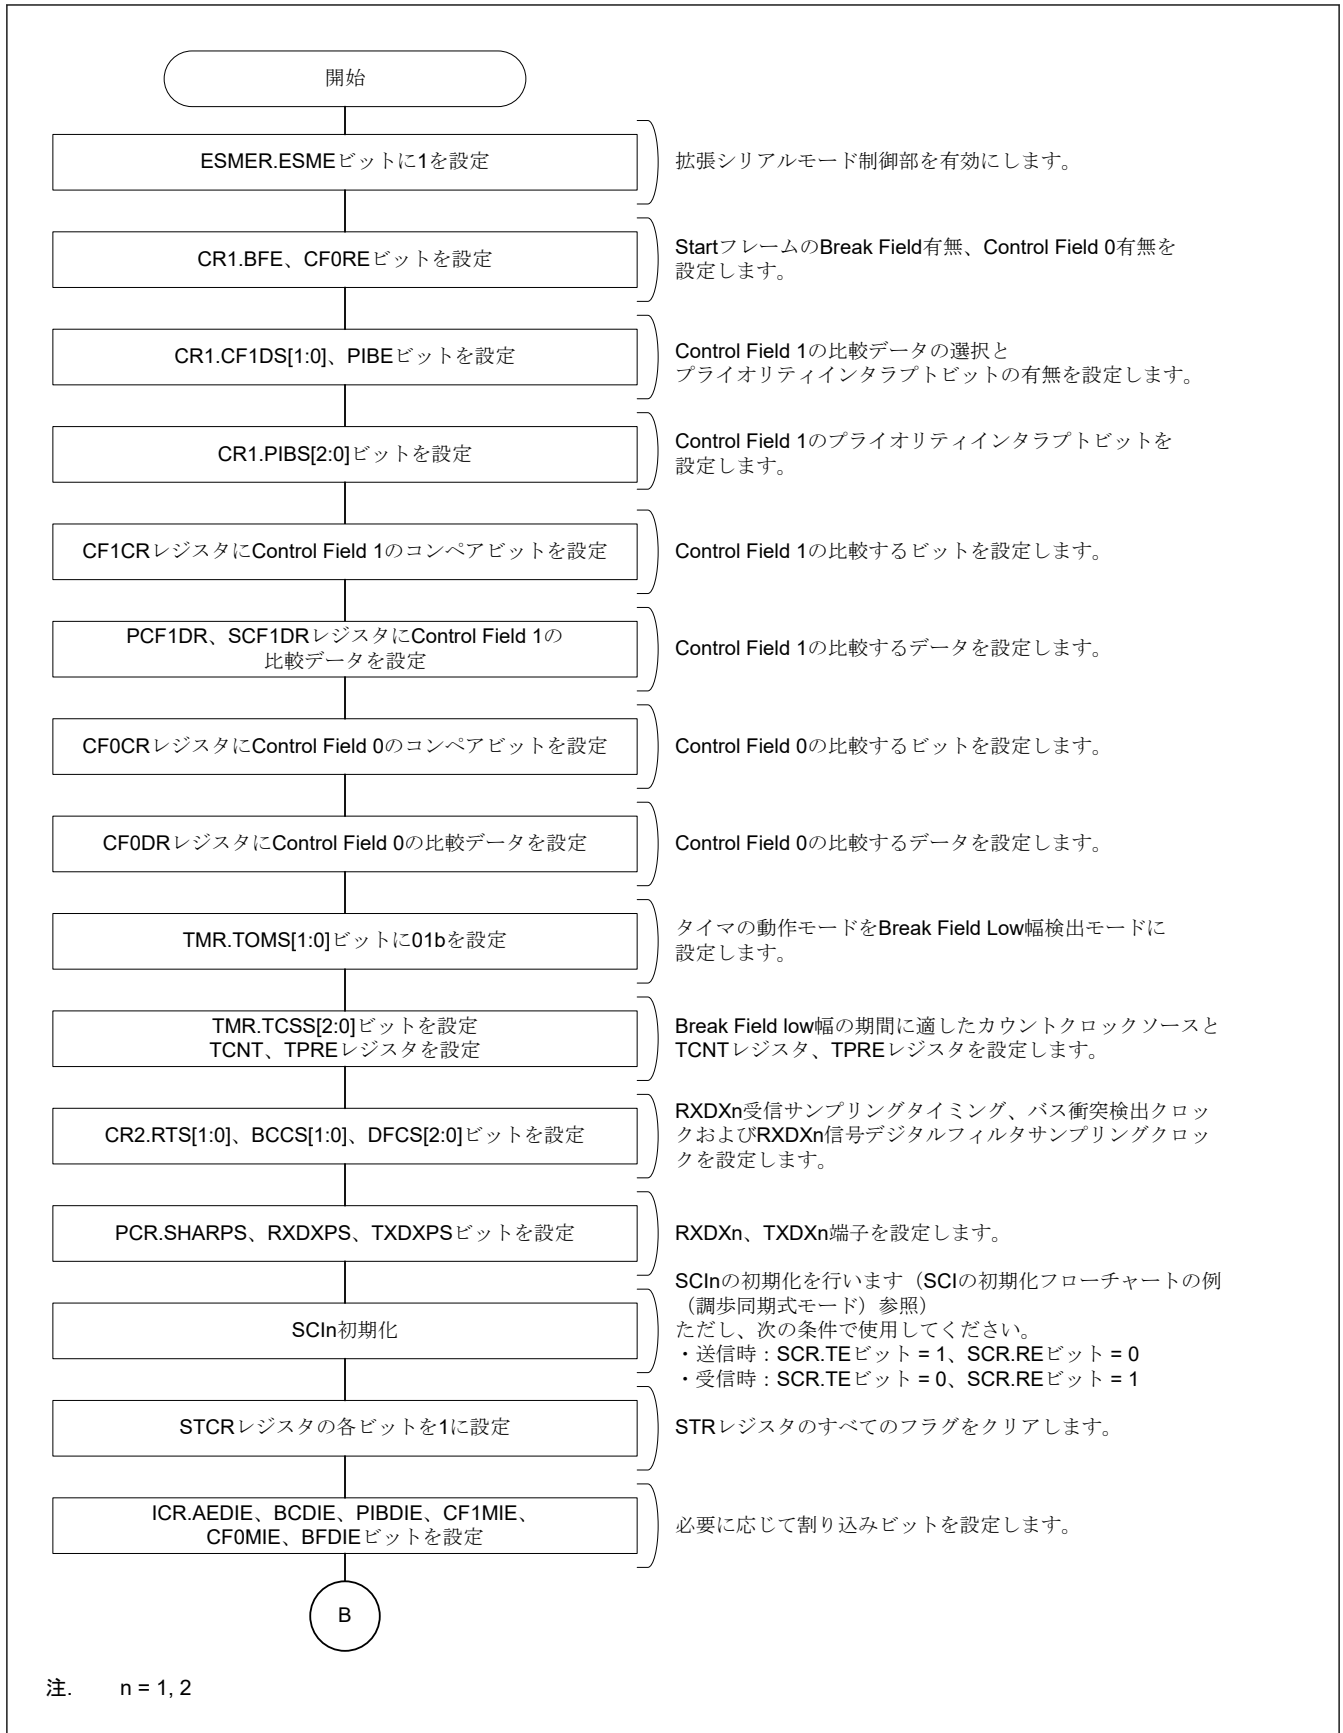 開始
ESMER.ESMEビットに1を設定
拡張シリアルモード制御部を有効にします。
CR1.BFE、CF0REビットを設定
StartフレームのBreak Field有無、Control Field 0有無を
設定します。
CR1.CF1DS[1:0]、PIBEビットを設定
Control Field 1の比較データの選択と
プライオリティインタラプトビットの有無を設定します。
CR1.PIBS[2:0]ビットを設定
Control Field 1のプライオリティインタラプトビットを
設定します。
CF1CRレジスタにControl Field 1のコンペアビットを設定
Control Field 1の比較するビットを設定します。
PCF1DR、SCF1DRレジスタにControl Field 1の
比較データを設定
Control Field 1の比較するデータを設定します。
CF0CRレジスタにControl Field 0のコンペアビットを設定
Control Field 0の比較するビットを設定します。
CF0DRレジスタにControl Field 0の比較データを設定
Control Field 0の比較するデータを設定します。
TMR.TOMS[1:0]ビットに01bを設定
タイマの動作モードをBreak Field Low幅検出モードに
設定します。
TMR.TCSS[2:0]ビットを設定
TCNT、TPREレジスタを設定
Break Field low幅の期間に適したカウントクロックソースと
TCNTレジスタ、TPREレジスタを設定します。
CR2.RTS[1:0]、BCCS[1:0]、DFCS[2:0]ビットを設定
RXDXn受信サンプリングタイミング、バス衝突検出クロッ
クおよびRXDXn信号デジタルフィルタサンプリングクロッ
クを設定します。
PCR.SHARPS、RXDXPS、TXDXPSビットを設定
RXDXn、TXDXn端子を設定します。
SCIn初期化
SCInの初期化を行います（SCIの初期化フローチャートの例
（調歩同期式モード）参照）
ただし、次の条件で使用してください。
・送信時：SCR.TEビット = 1、SCR.REビット = 0
・受信時：SCR.TEビット = 0、SCR.REビット = 1
STCRレジスタの各ビットを1に設定
STRレジスタのすべてのフラグをクリアします。
ICR.AEDIE、BCDIE、PIBDIE、CF1MIE、
CF0MIE、BFDIEビットを設定
必要に応じて割り込みビットを設定します。
B
注. n = 1, 2